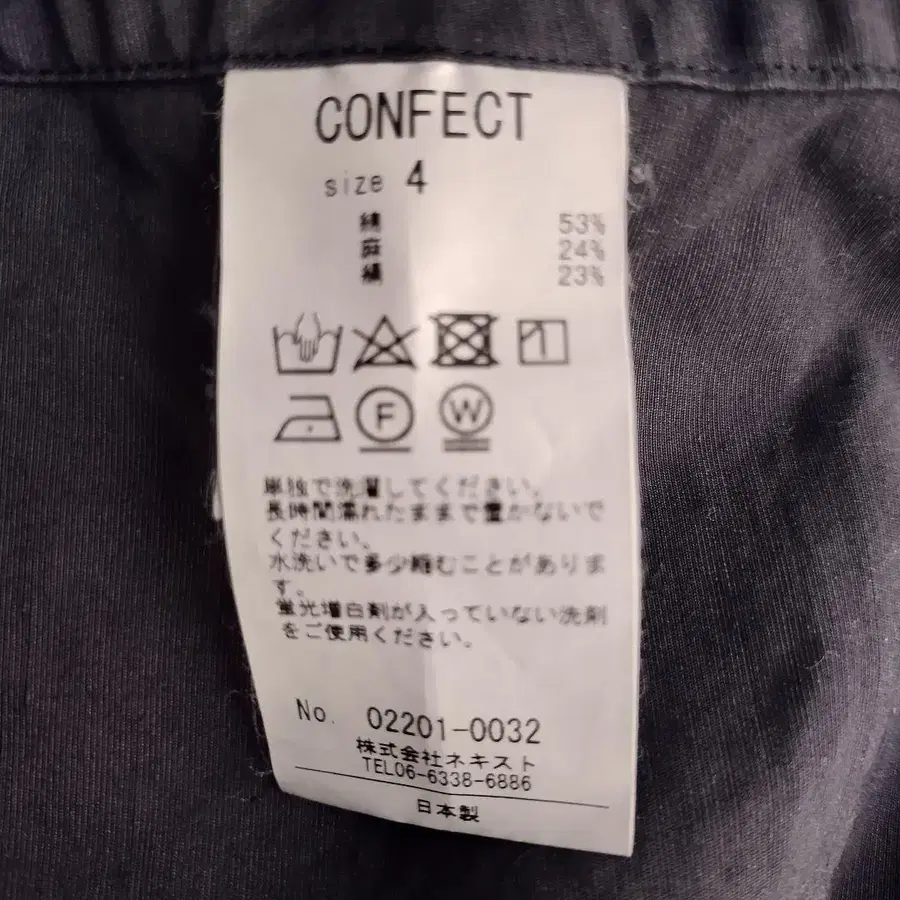 CONFECT
size 4
綿 53%
麻 24%
絹 23%
F W
単独で洗濯してください。
長時間濡れたままで置かないで
ください。
水洗いで多少縮むことがありま
す。
蛍光増白剤が入っていない洗剤
をご使用ください。
No. 02201-0032
株式会社ネキスト
TEL06-6338-6886
日本製